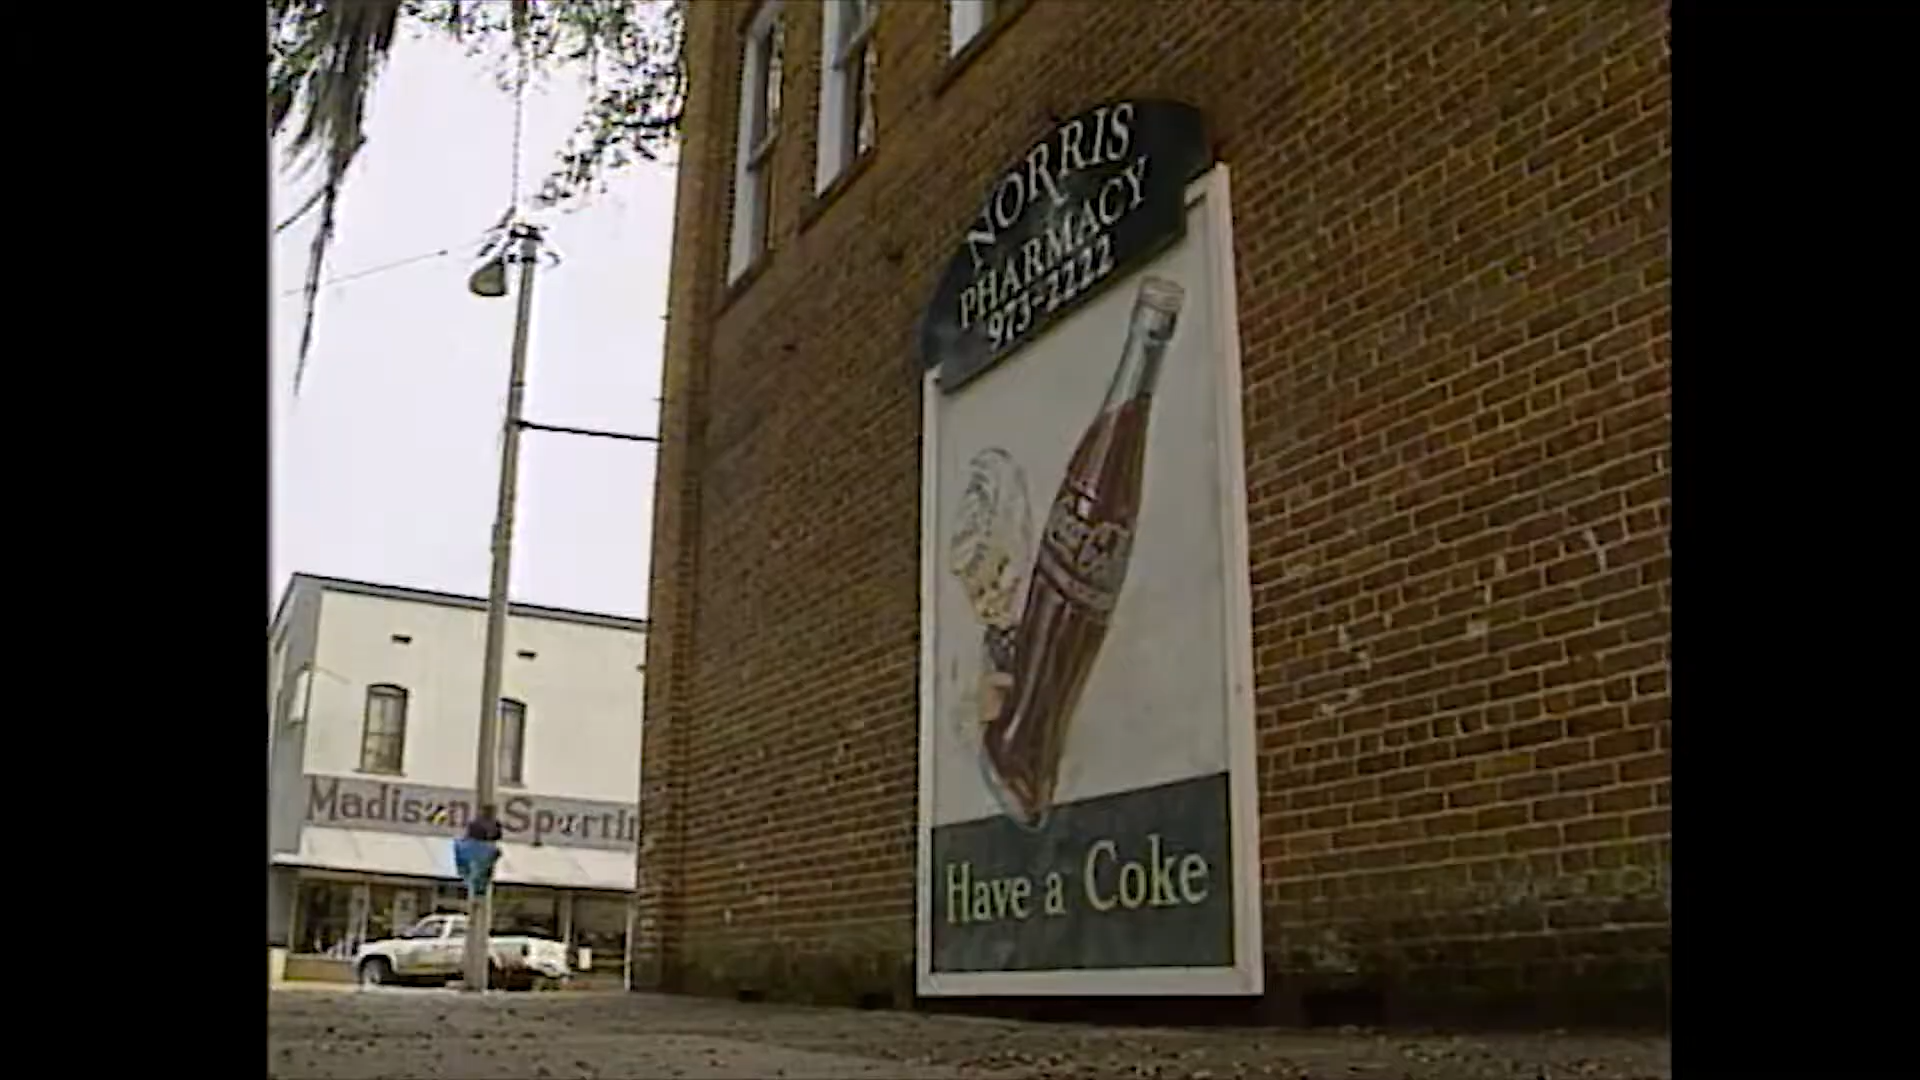 NORRIS
PHARMACY
973-2222
Have a Coke
Madison Sportin